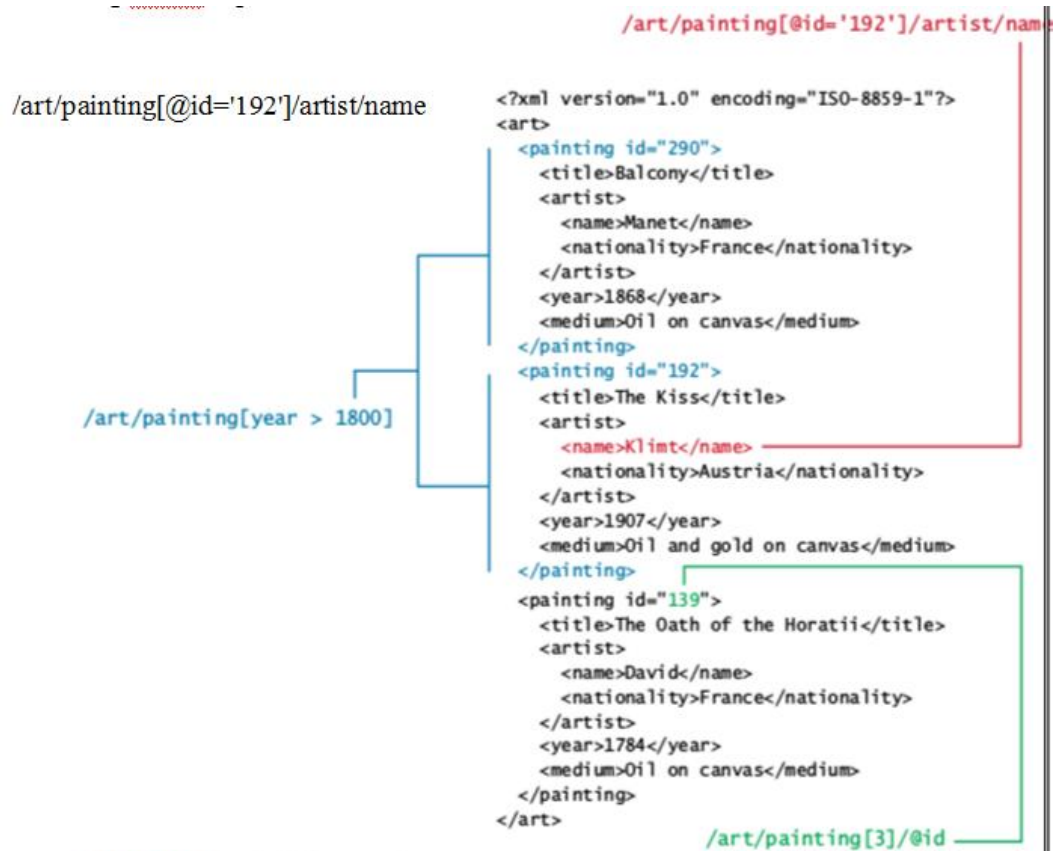 /art/painting[@id='192']/artist/name
/art/painting[@id='192']/artist/name
<?xml version="1.0" encoding="ISO-8859-1"?>
<art>
<painting id="290">
<title>Balcony</title>
<artist>
<name>Manet</name>
<nationality>France</nationality>
</artist>
<year>1868</year>
<medium>Oil on canvas</medium>
</painting>
<painting id="192">
<title>The Kiss</title>
/art/painting[year > 1800]
<artist>
<name>Klimt</name>
<nationality>Austria</nationality>
</artist>
<year>1907</year>
<medium>Oil and gold on canvas</medium>
</painting>
<painting id="139">
<title>The Oath of the Horatii</title>
<artist>
<name>David</name>
<nationality>France</nationality>
</artist>
<year>1784</year>
<medium>Oil on canvas</medium>
</painting>
</art>
/art/painting[3]/@id